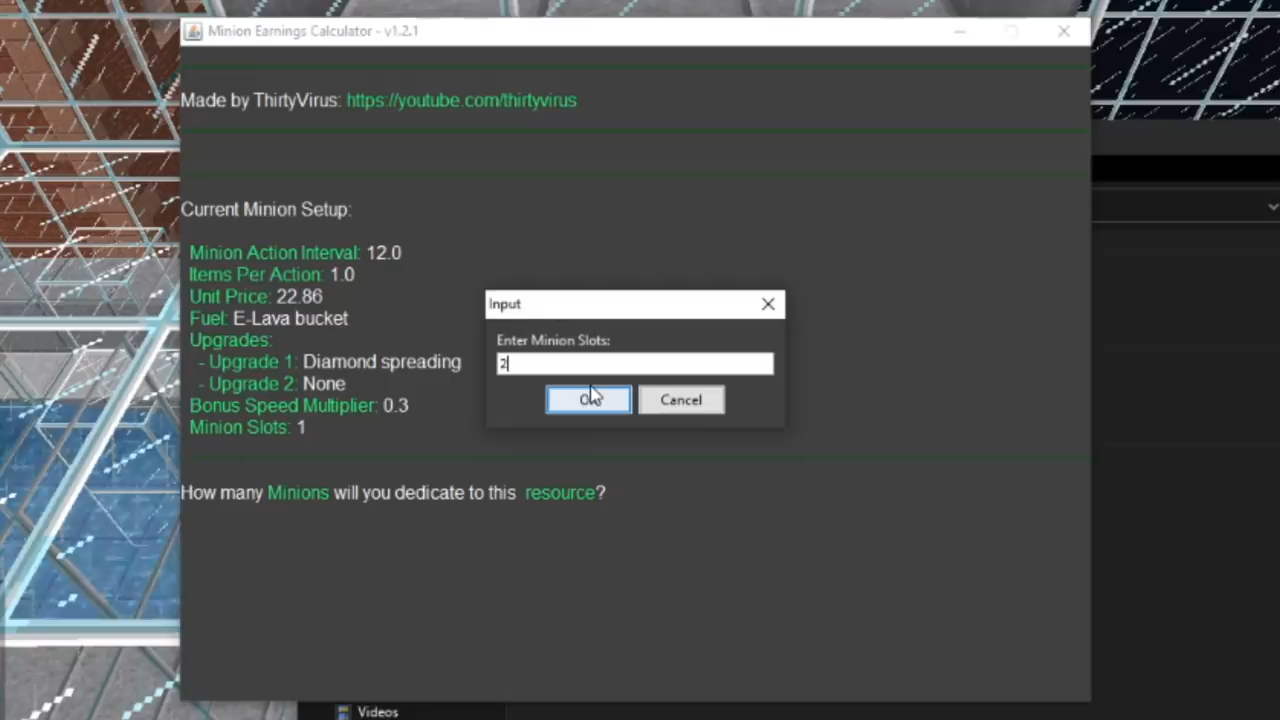 Minion Earnings Calculator - v1.2.1
Made by ThirtyVirus: https://youtube.com/thirtyvirus
Current Minion Setup:
Minion Action Interval: 12.0
Items Per Action: 1.0
Unit Price: 22.86
Fuel: E-Lava bucket
Upgrades:
- Upgrade 1: Diamond spreading
- Upgrade 2: None
Bonus Speed Multiplier: 0.3
Minion Slots: 1
How many Minions will you dedicate to this resource?
Input
Enter Minion Slots:
2
OK Cancel
Videos